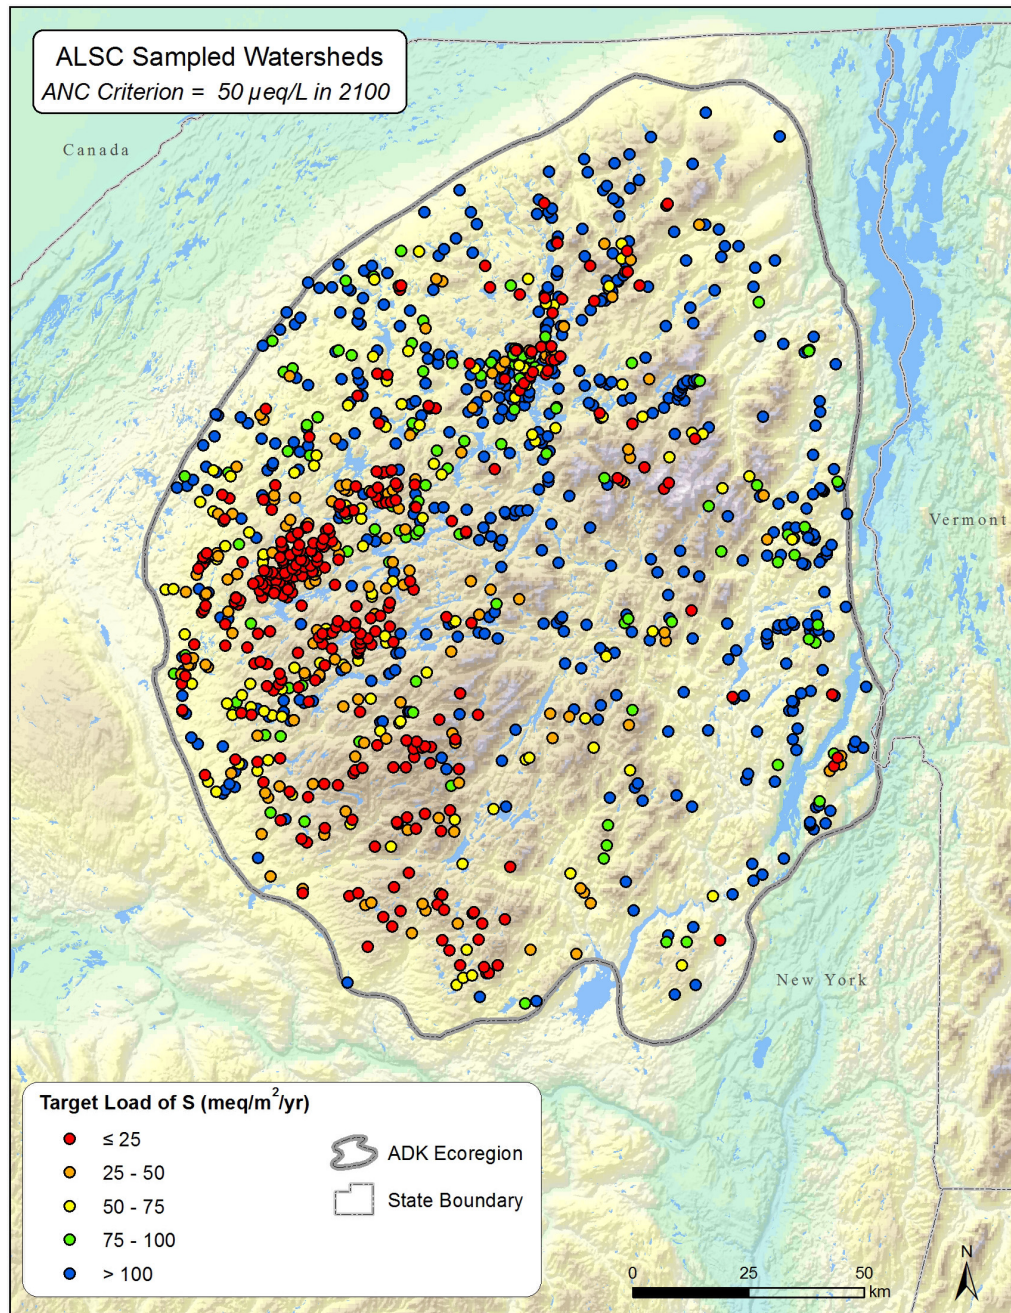 ALSC Sampled Watersheds
ANC Criterion = 50 µeq/L in 2100
Canada
Vermont
New York
Target Load of S (meq/m²/yr)
≤ 25
25 - 50
50 - 75
75 - 100
> 100
ADK Ecoregion
State Boundary
N
0 25 50
km